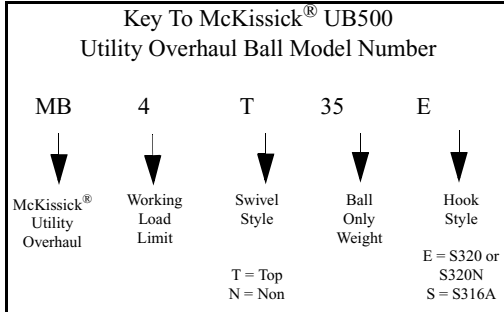 Key To McKissick® UB500
Utility Overhaul Ball Model Number
MB 4 T 35 E
McKissick® Utility Overhaul
Working Load Limit
Swivel Style
T = Top
N = Non
Ball Only Weight
Hook Style
E = S320 or
S320N
S = S316A